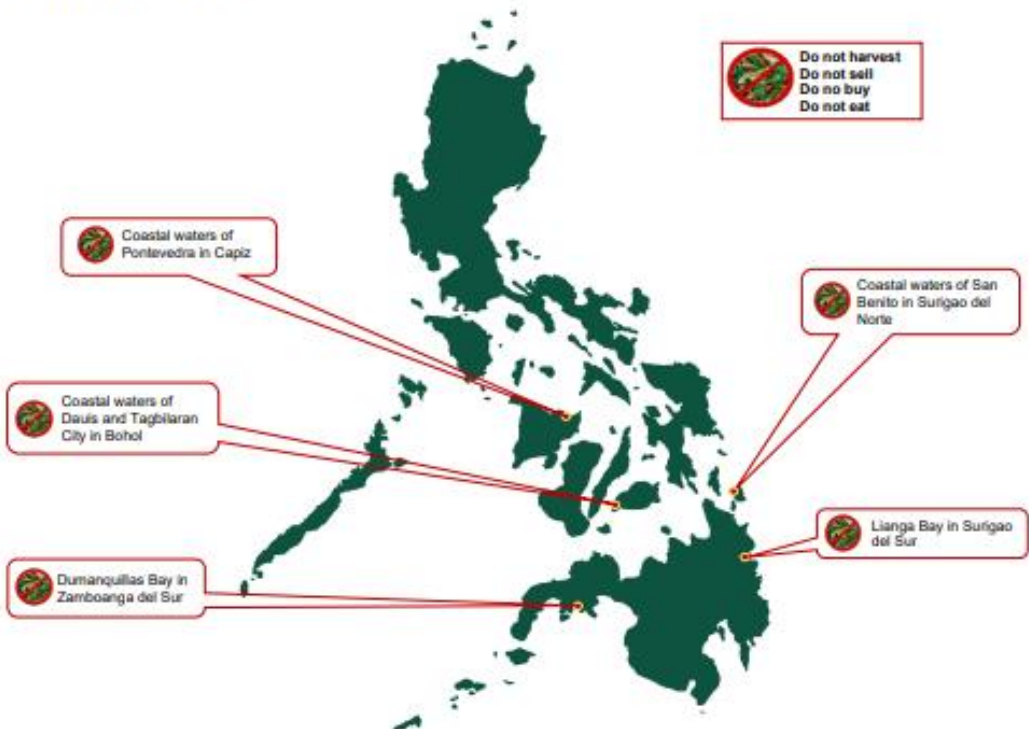 Do not harvest
Do not sell
Do no buy
Do not eat
Coastal waters of
Pontevedra in Capiz
Coastal waters of San
Benito in Surigao del
Norte
Coastal waters of
Dauis and Tagbilaran
City in Bohol
Lianga Bay in Surigao
del Sur
Dumanquillas Bay in
Zamboanga del Sur